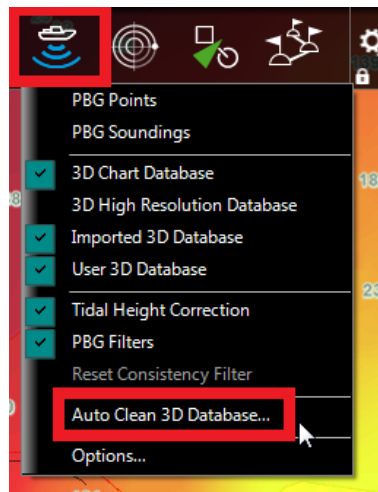 PBG Points
PBG Soundings
3D Chart Database
3D High Resolution Database
Imported 3D Database
User 3D Database
Tidal Height Correction
PBG Filters
Reset Consistency Filter
Auto Clean 3D Database...
Options...